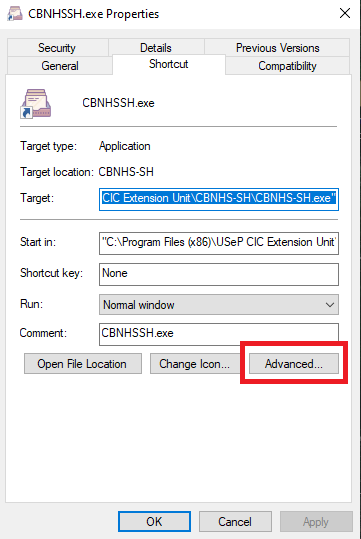 CBNHSSH.exe Properties
Security Details Previous Versions
General Shortcut Compatibility
CBNHSSH.exe
Target type: Application
Target location: CBNHS-SH
Target: CIC Extension Unit\CBNHS-SH\CBNHS-SH.exe"
Start in: "C:\Program Files (x86)\USeP CIC Extension Unit
Shortcut key: None
Run: Normal window
Comment: CBNHSSH.exe
Open File Location Change Icon... Advanced...
OK Cancel Apply